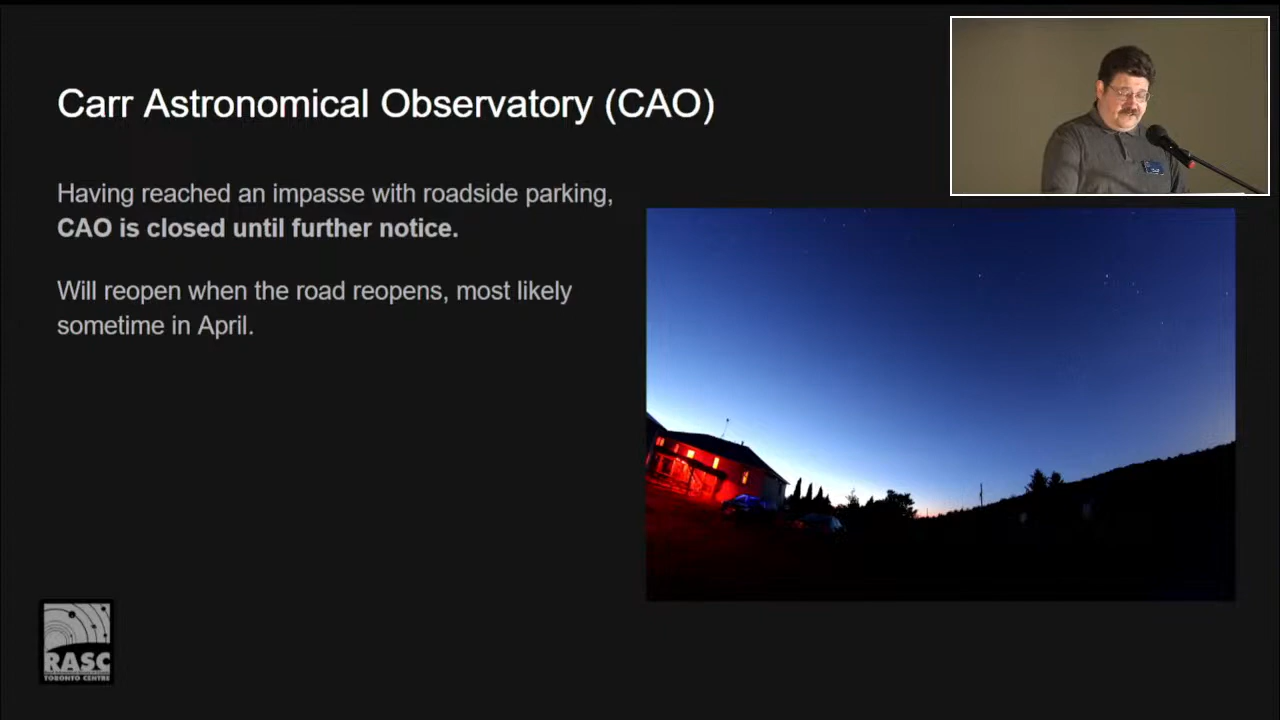 Carr Astronomical Observatory (CAO)
Having reached an impasse with roadside parking,
CAO is closed until further notice.
Will reopen when the road reopens, most likely
sometime in April.
RASC
TORONTO CENTRE